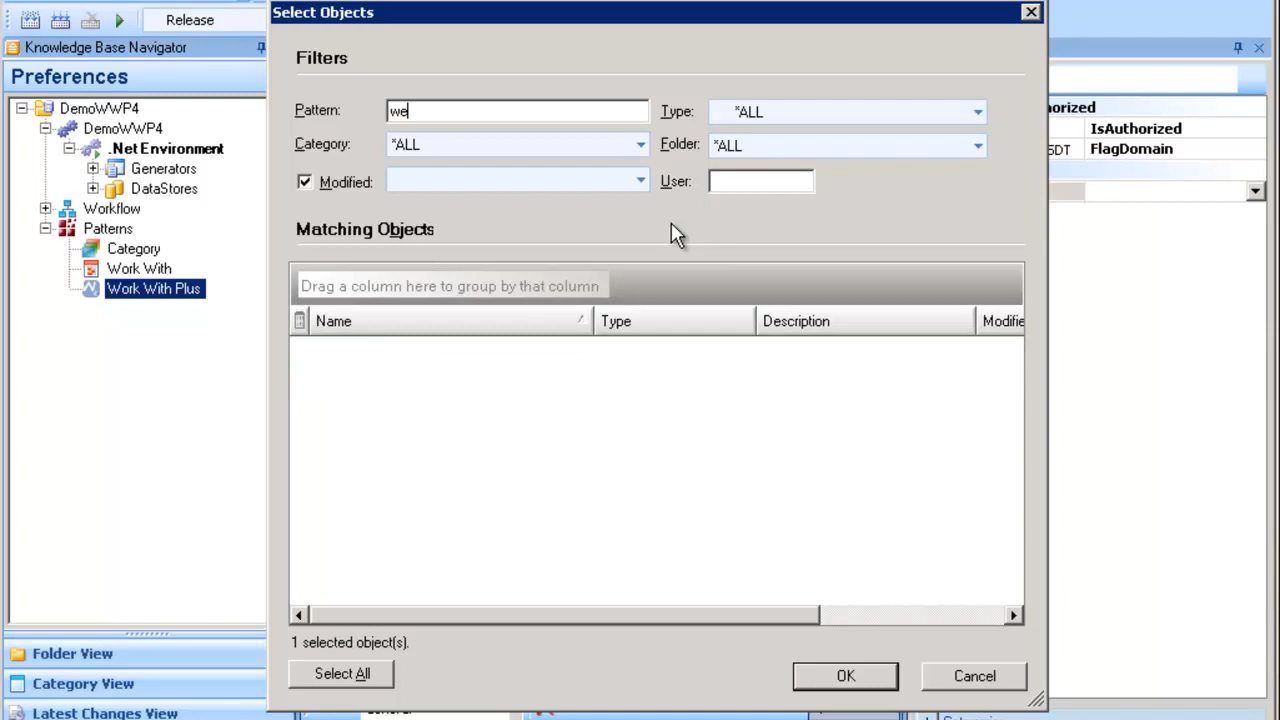 Select Objects
Release
Knowledge Base Navigator
Preferences
DemoWWP4
DemoWWP4
.Net Environment
Generators
DataStores
Workflow
Patterns
Category
Work With
Work With Plus
Folder View
Category View
Latest Changes View
Filters
Pattern: we Type: *ALL
Category: *ALL Folder: *ALL
Modified: User:
Matching Objects
Drag a column here to group by that column
Name / Type Description Modifie
1 selected object(s).
Select All OK Cancel
orized
IsAuthorized
SDT FlagDomain